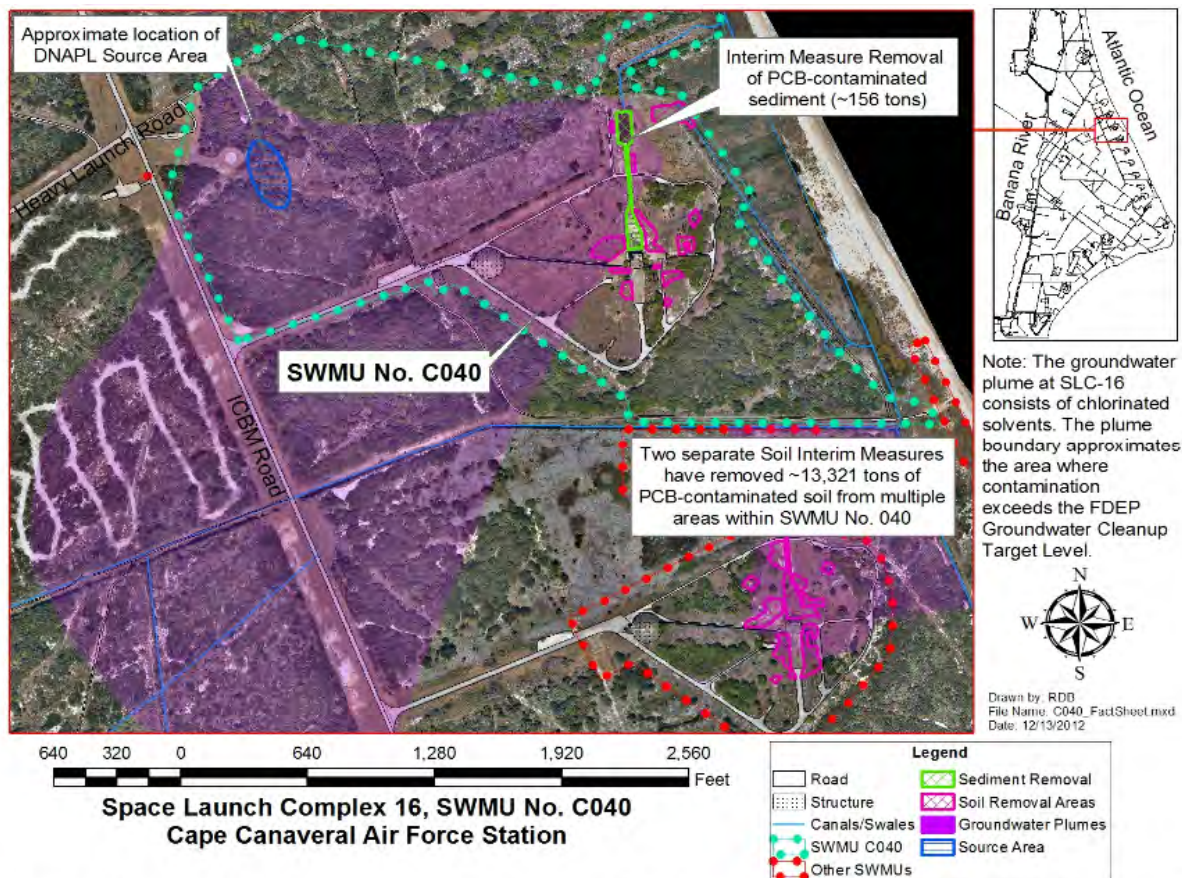 Approximate location of
DNAPL Source Area
Interim Measure Removal
of PCB-contaminated
sediment (~156 tons)
Heavy Launch Road
SWMU No. C040
ICBM Road
Two separate Soil Interim Measures
have removed ~13,321 tons of
PCB-contaminated soil from multiple
areas within SWMU No. 040
Atlantic Ocean
Banana River
Note: The groundwater
plume at SLC-16
consists of chlorinated
solvents. The plume
boundary approximates
the area where
contamination
exceeds the FDEP
Groundwater Cleanup
Target Level.
N
W E
S
Drawn by: RDB
File Name: C040_FactSheet.mxd
Date: 12/13/2012
640 320 0 640 1,280 1,920 2,560
Feet
Space Launch Complex 16, SWMU No. C040
Cape Canaveral Air Force Station
Legend
Road
Structure
Canals/Swales
SWMU C040
Other SWMUs
Sediment Removal
Soil Removal Areas
Groundwater Plumes
Source Area